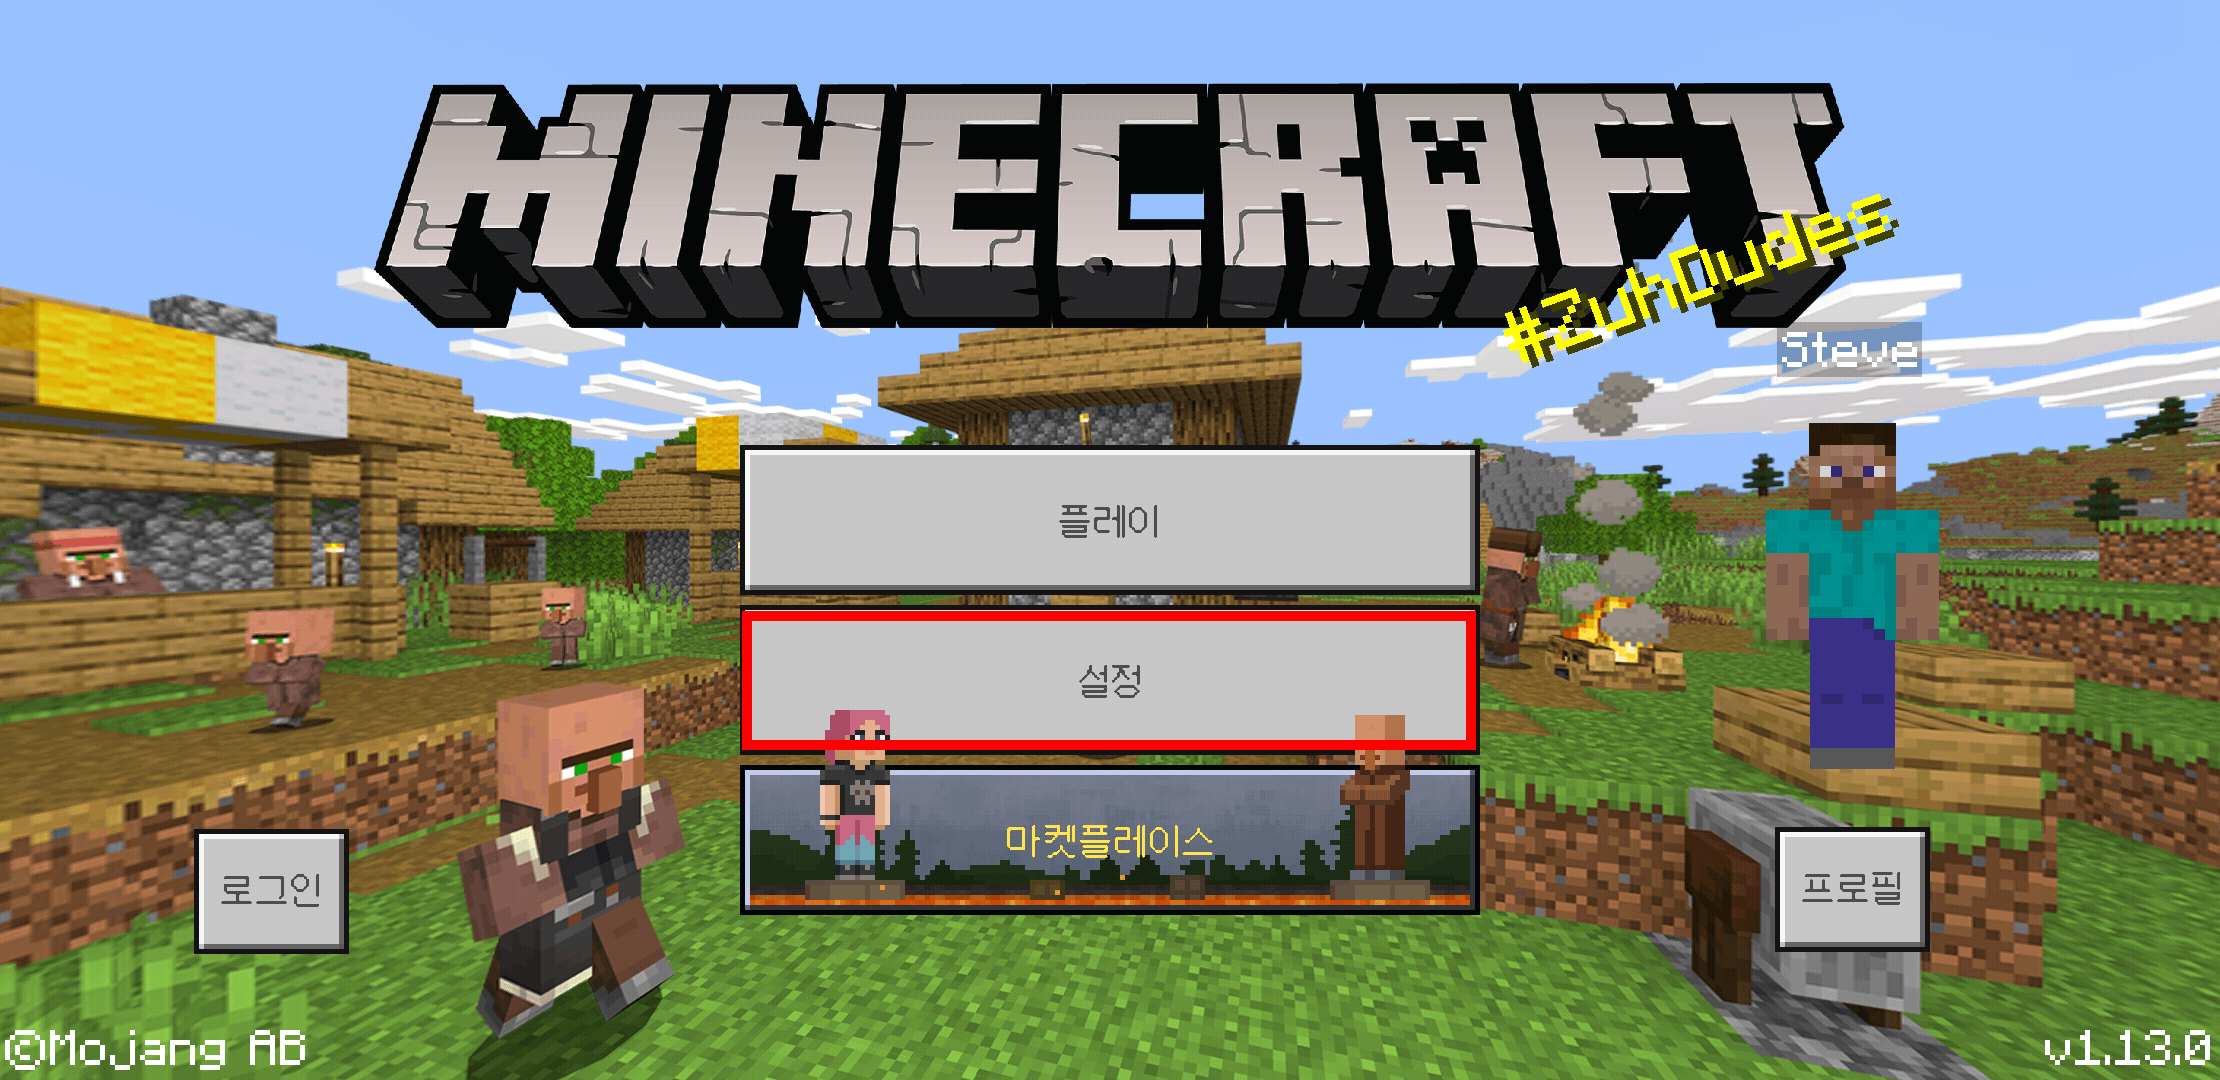 MINECRAFT
#ZuhDudes
Steve
플레이
설정
마켓플레이스
로그인
프로필
©Mojang AB
v1.13.0